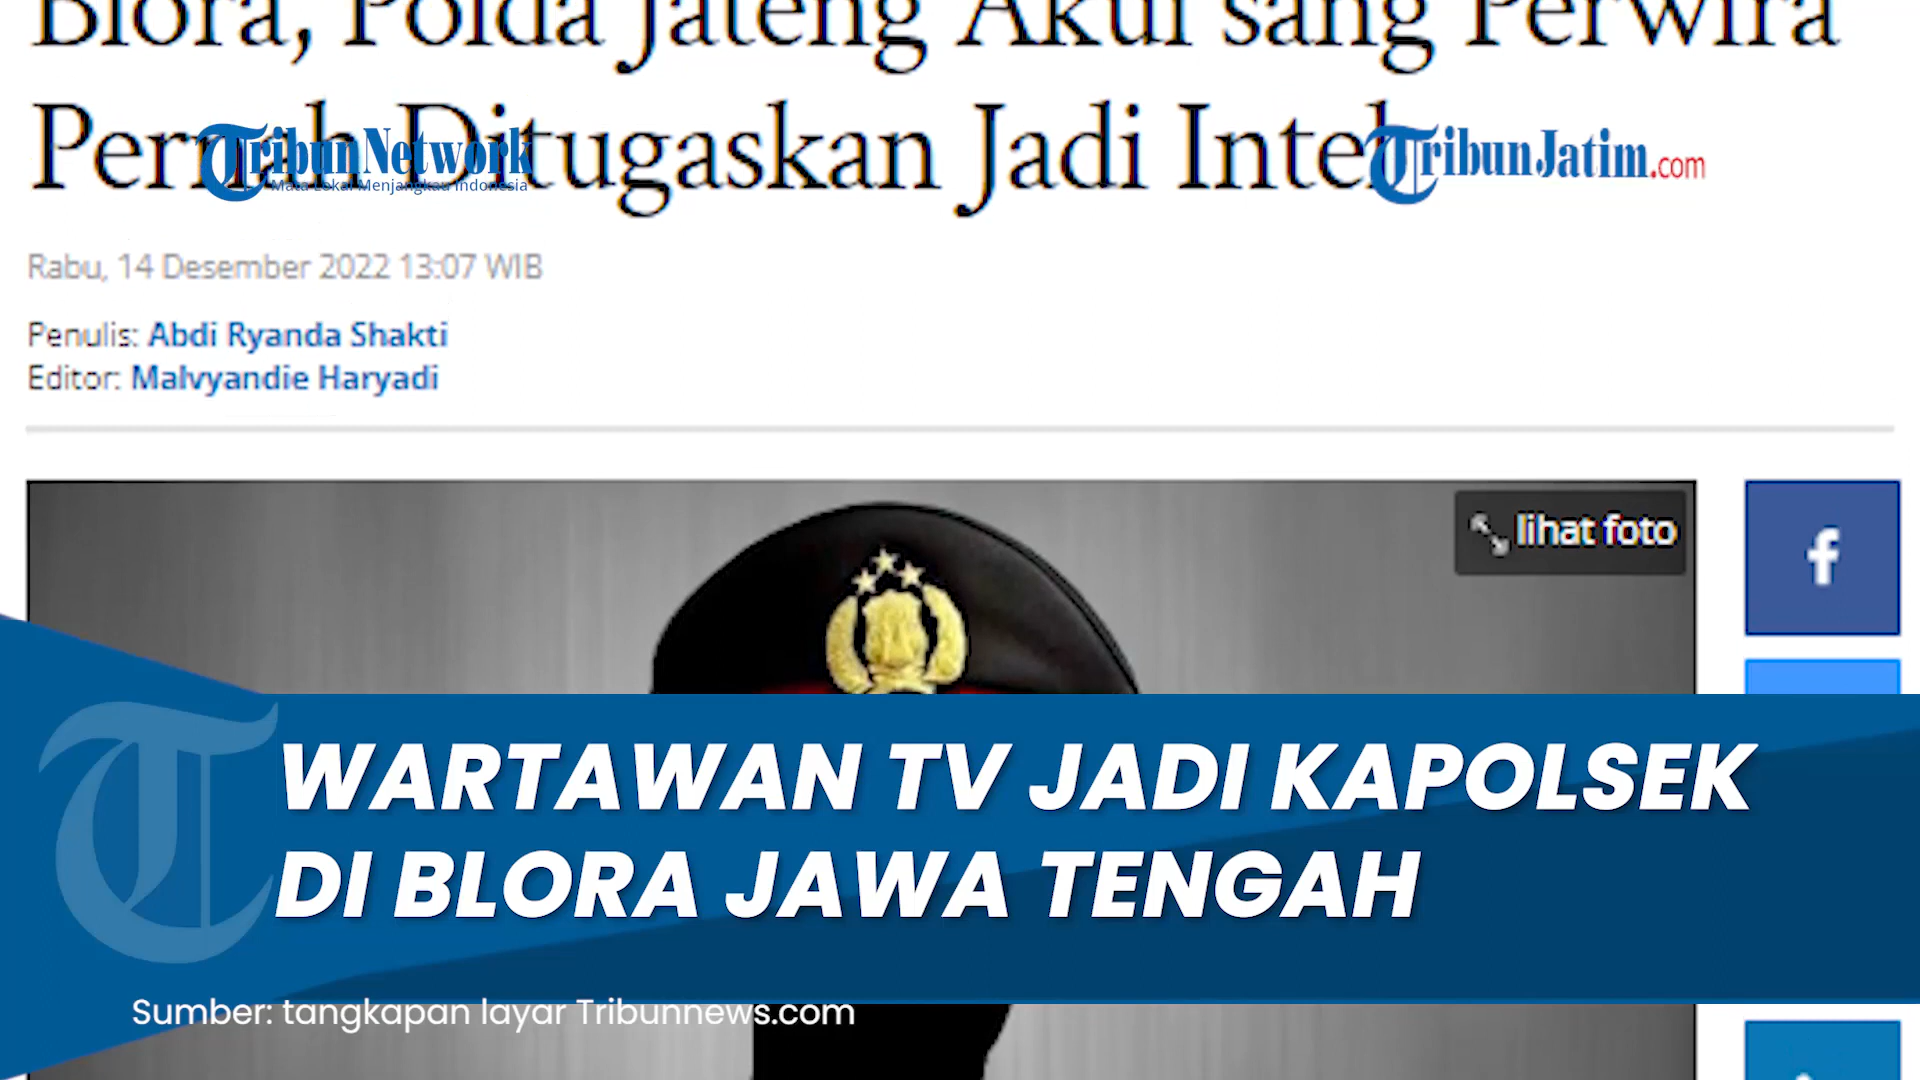 Blora, Polda Jateng Akui sang Perwira
Pernah Ditugaskan Jadi Intel
TribunNetwork
Mata Lokal Menjangkau Indonesia
TribunJatim.com
Rabu, 14 Desember 2022 13:07 WIB
Penulis: Abdi Ryanda Shakti
Editor: Malvyandie Haryadi
lihat foto
f
T
WARTAWAN TV JADI KAPOLSEK
DI BLORA JAWA TENGAH
Sumber: tangkapan layar Tribunnews.com